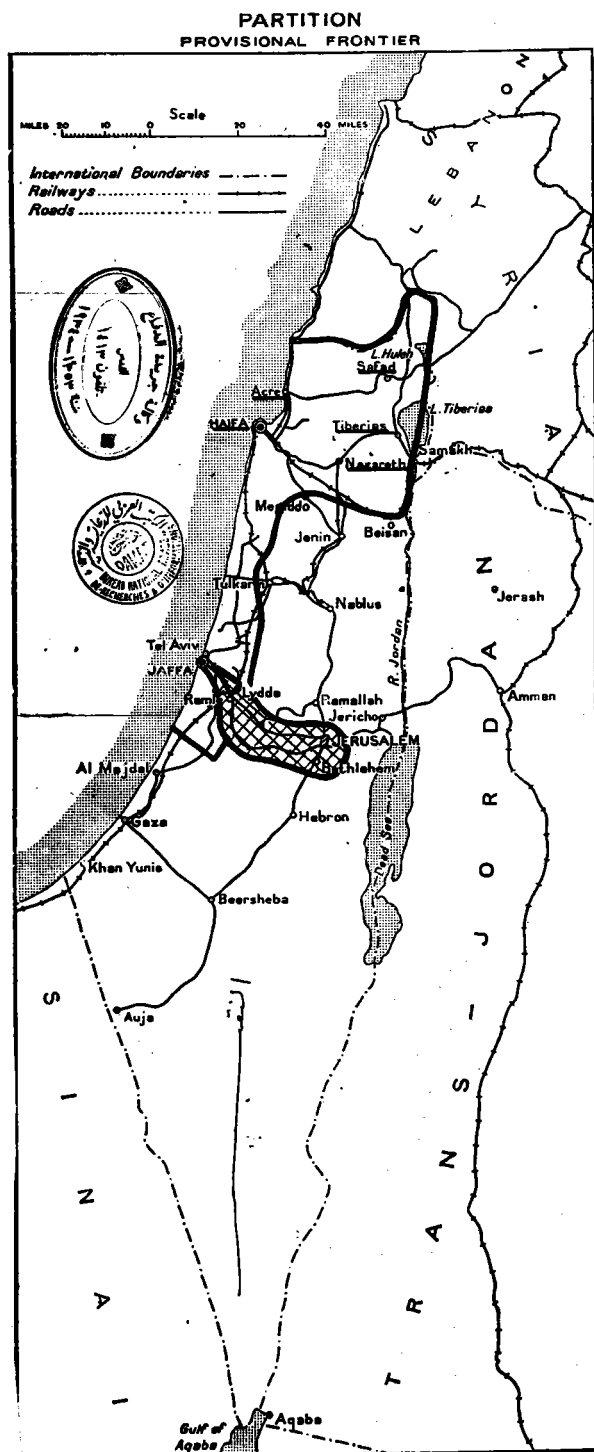 PARTITION
PROVISIONAL FRONTIER
Scale
MILES 20 0 20 40 MILES
International Boundaries
Railways
Roads
LEBANON
SYRIA
L. Huleh
Safad
Acre
L. Tiberias
HAIFA
Tiberias
Samakh
Nazareth
Megiddo
Beisan
Jenin
Tulkarm
Jerash
Nablus
R. Jordan
Tel Aviv
JAFFA
Lydda
Ramle
Ramallah
Amman
Jericho
JERUSALEM
Al Majdal
Bethlehem
Hebron
Gaza
Dead Sea
Khan Yunis
Beersheba
Auja
SINAI
TRANS-JORDAN
Gulf of
Aqaba
Aqaba